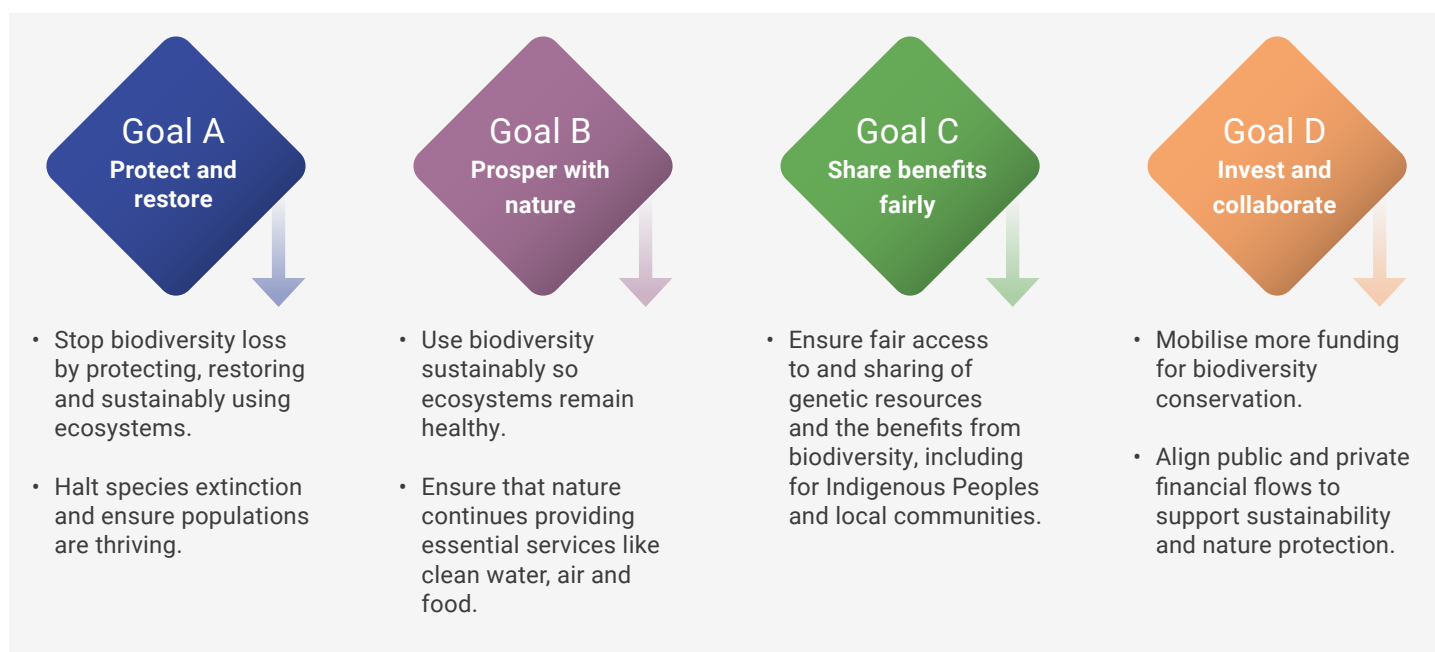 Goal A
Protect and
restore
• Stop biodiversity loss
by protecting, restoring
and sustainably using
ecosystems.
• Halt species extinction
and ensure populations
are thriving.
Goal B
Prosper with
nature
• Use biodiversity
sustainably so
ecosystems remain
healthy.
• Ensure that nature
continues providing
essential services like
clean water, air and
food.
Goal C
Share benefits
fairly
• Ensure fair access
to and sharing of
genetic resources
and the benefits from
biodiversity, including
for Indigenous Peoples
and local communities.
Goal D
Invest and
collaborate
• Mobilise more funding
for biodiversity
conservation.
• Align public and private
financial flows to
support sustainability
and nature protection.